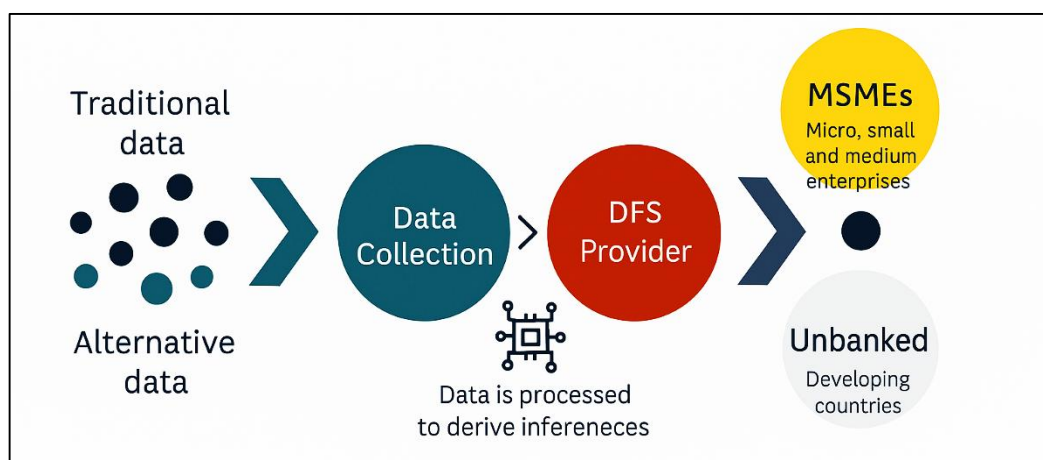 Traditional
data
Alternative
data
Data
Collection
DFS
Provider
Data is processed
to derive infereneces
MSMEs
Micro, small
and medium
enterprises
Unbanked
Developing
countries